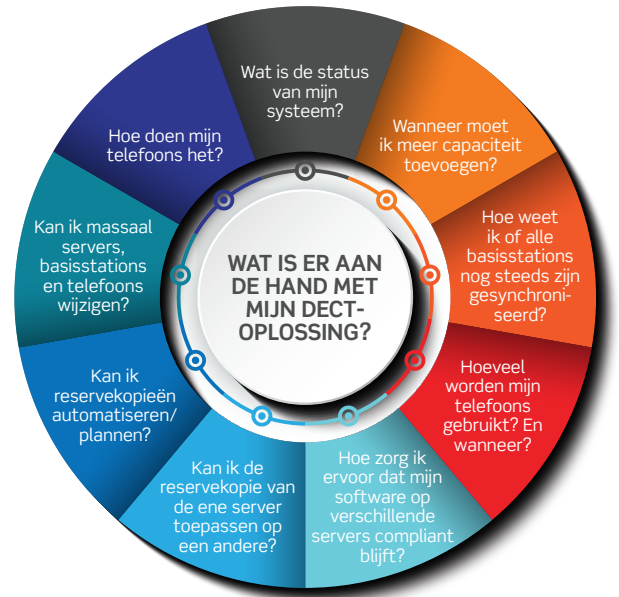 Wat is de status
van mijn
systeem?
Wanneer moet
ik meer capaciteit
toevoegen?
Hoe weet
ik of alle
basisstations
nog steeds zijn
gesynchroni-
seerd?
Hoeveel
worden mijn
telefoons
gebruikt? En
wanneer?
Hoe zorg ik
ervoor dat mijn
software op
verschillende
servers compliant
blijft?
Kan ik de
reservekopie van
de ene server
toepassen op
een andere?
Kan ik
reservekopieën
automatiseren/
plannen?
Kan ik massaal
servers,
basisstations
en telefoons
wijzigen?
Hoe doen mijn
telefoons het?
WAT IS ER AAN
DE HAND MET
MIJN DECT-
OPLOSSING?